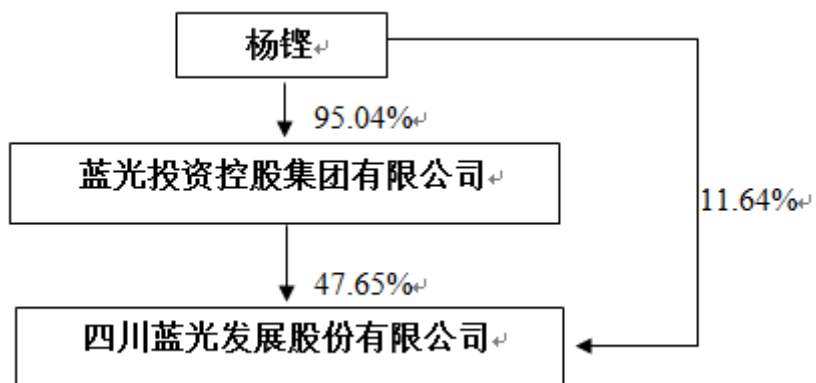 杨铿
95.04%
蓝光投资控股集团有限公司
11.64%
47.65%
四川蓝光发展股份有限公司